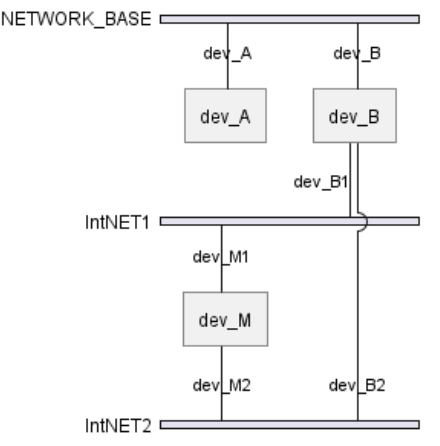 NETWORK_BASE
dev_A
dev_B
dev_A
dev_B
dev_B1
IntNET1
dev_M1
dev_M
dev_M2
dev_B2
IntNET2